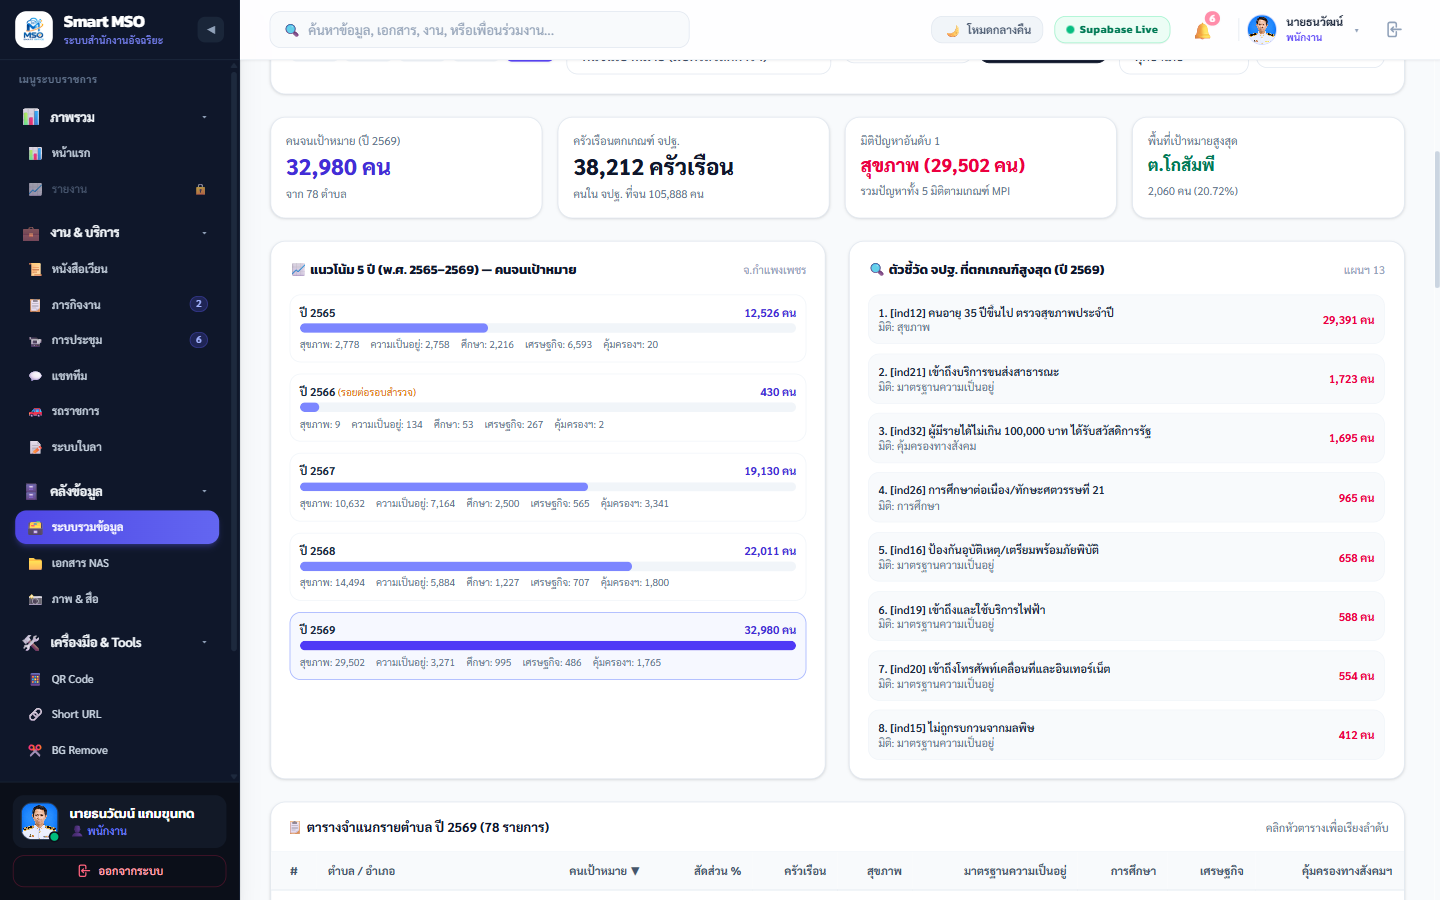 Smart MSO
ระบบสำนักงานอัจฉริยะ
เมนูระบบราชการ
ภาพรวม
หน้าแรก
รายงาน
งาน & บริการ
หนังสือเวียน
ภารกิจงาน 2
การประชุม 6
แชททีม
รถราชการ
ระบบใบลา
คลังข้อมูล
ระบบรวมข้อมูล
เอกสาร NAS
ภาพ & สื่อ
เครื่องมือ & Tools
QR Code
Short URL
BG Remove
นายธนวัฒน์ แกมขุนทด
พนักงาน
ออกจากระบบ
ค้นหาข้อมูล, เอกสาร, งาน, หรือเพื่อนร่วมงาน...
โหมดกลางคืน
Supabase Live
6
นายธนวัฒน์
พนักงาน
คนจนเป้าหมาย (ปี 2569)
32,980 คน
จาก 78 ตำบล
ครัวเรือนตกเกณฑ์ จปฐ.
38,212 ครัวเรือน
คนใน จปฐ. ที่จน 105,888 คน
มิติปัญหาอันดับ 1
สุขภาพ (29,502 คน)
รวมปัญหาทั้ง 5 มิติตามเกณฑ์ MPI
พื้นที่เป้าหมายสูงสุด
ต.โกสัมพี
2,060 คน (20.72%)
แนวโน้ม 5 ปี (พ.ศ. 2565–2569) — คนจนเป้าหมาย จ.กำแพงเพชร
ปี 2565 12,526 คน
สุขภาพ: 2,778 ความเป็นอยู่: 2,758 ศึกษา: 2,216 เศรษฐกิจ: 6,593 คุ้มครองฯ: 20
ปี 2566 (รอยต่อรอบสำรวจ) 430 คน
สุขภาพ: 9 ความเป็นอยู่: 134 ศึกษา: 53 เศรษฐกิจ: 267 คุ้มครองฯ: 2
ปี 2567 19,130 คน
สุขภาพ: 10,632 ความเป็นอยู่: 7,164 ศึกษา: 2,500 เศรษฐกิจ: 565 คุ้มครองฯ: 3,341
ปี 2568 22,011 คน
สุขภาพ: 14,494 ความเป็นอยู่: 5,884 ศึกษา: 1,227 เศรษฐกิจ: 707 คุ้มครองฯ: 1,800
ปี 2569 32,980 คน
สุขภาพ: 29,502 ความเป็นอยู่: 3,271 ศึกษา: 995 เศรษฐกิจ: 486 คุ้มครองฯ: 1,765
ตัวชี้วัด จปฐ. ที่ตกเกณฑ์สูงสุด (ปี 2569) แผนฯ 13
1. [ind12] คนอายุ 35 ปีขึ้นไป ตรวจสุขภาพประจำปี 29,391 คน
มิติ: สุขภาพ
2. [ind21] เข้าถึงบริการขนส่งสาธารณะ 1,723 คน
มิติ: มาตรฐานความเป็นอยู่
3. [ind32] ผู้มีรายได้ไม่เกิน 100,000 บาท ได้รับสวัสดิการรัฐ 1,695 คน
มิติ: คุ้มครองทางสังคม
4. [ind26] การศึกษาต่อเนื่อง/ทักษะศตวรรษที่ 21 965 คน
มิติ: การศึกษา
5. [ind16] ป้องกันอุบัติเหตุ/เตรียมพร้อมภัยพิบัติ 658 คน
มิติ: มาตรฐานความเป็นอยู่
6. [ind19] เข้าถึงและใช้บริการไฟฟ้า 588 คน
มิติ: มาตรฐานความเป็นอยู่
7. [ind20] เข้าถึงโทรศัพท์เคลื่อนที่และอินเทอร์เน็ต 554 คน
มิติ: มาตรฐานความเป็นอยู่
8. [ind15] ไม่ถูกรบกวนจากมลพิษ 412 คน
มิติ: มาตรฐานความเป็นอยู่
ตารางจำแนกรายตำบล ปี 2569 (78 รายการ) คลิกหัวตารางเพื่อเรียงลำดับ
# ตำบล / อำเภอ คนเป้าหมาย ▼ สัดส่วน % ครัวเรือน สุขภาพ มาตรฐานความเป็นอยู่ การศึกษา เศรษฐกิจ คุ้มครองทางสังคมฯ